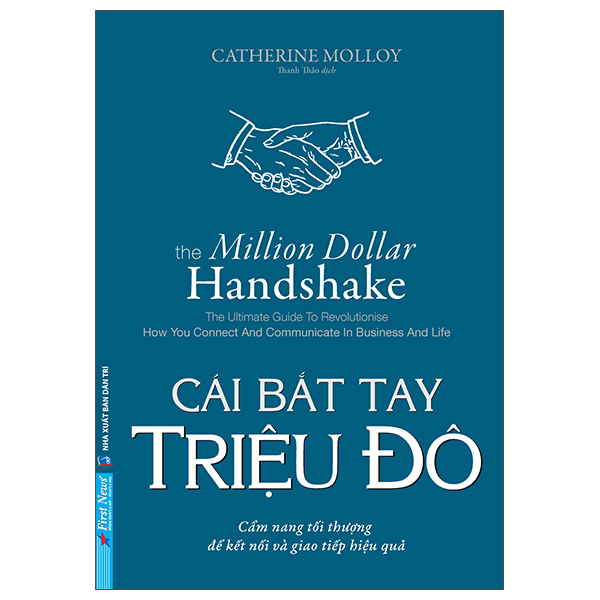 CATHERINE MOLLOY
Thanh Thảo dịch
the Million Dollar
Handshake
The Ultimate Guide To Revolutionise
How You Connect And Communicate In Business And Life
CÁI BẮT TAY
TRIỆU ĐÔ
Cẩm nang tối thượng
để kết nối và giao tiếp hiệu quả
NHÀ XUẤT BẢN DÂN TRÍ
First News